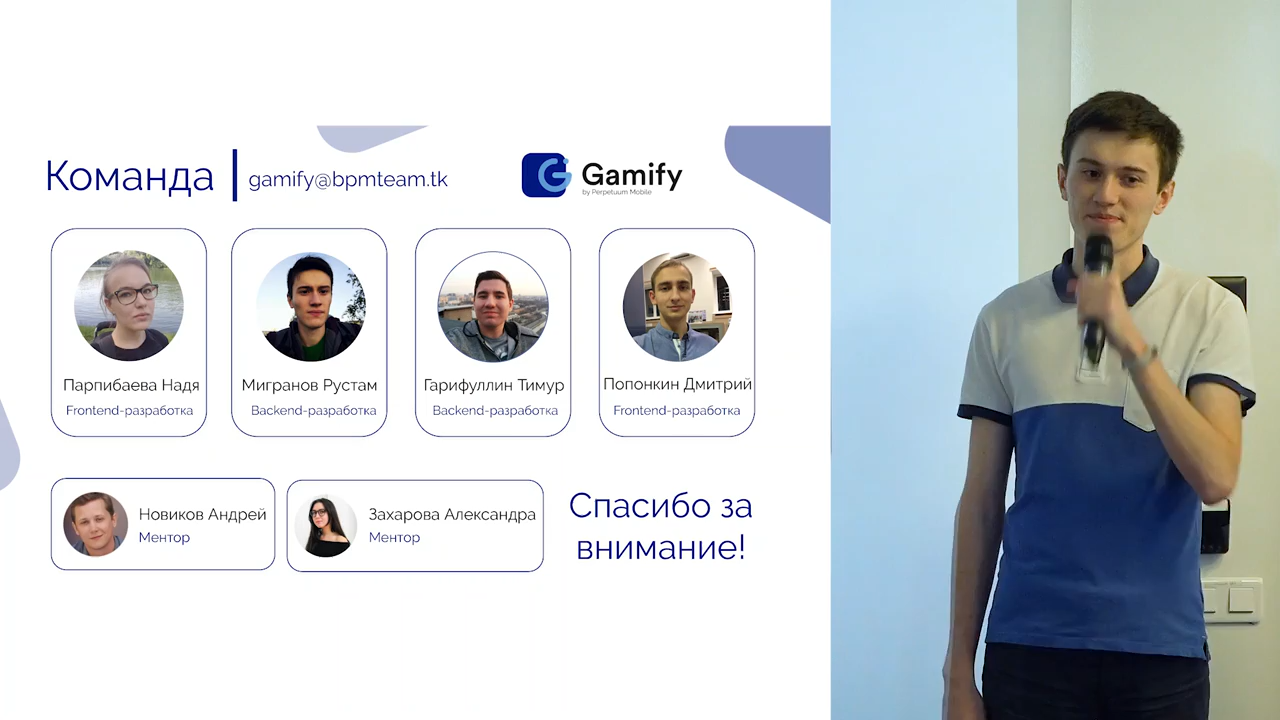 Команда
gamify@bpmteam.tk
Gamify
by Perpetuum Mobile
Парпибаева Надя
Frontend-разработка
Мигранов Рустам
Backend-разработка
Гарифуллин Тимур
Backend-разработка
Попонкин Дмитрий
Frontend-разработка
Новиков Андрей
Ментор
Захарова Александра
Ментор
Спасибо за
внимание!